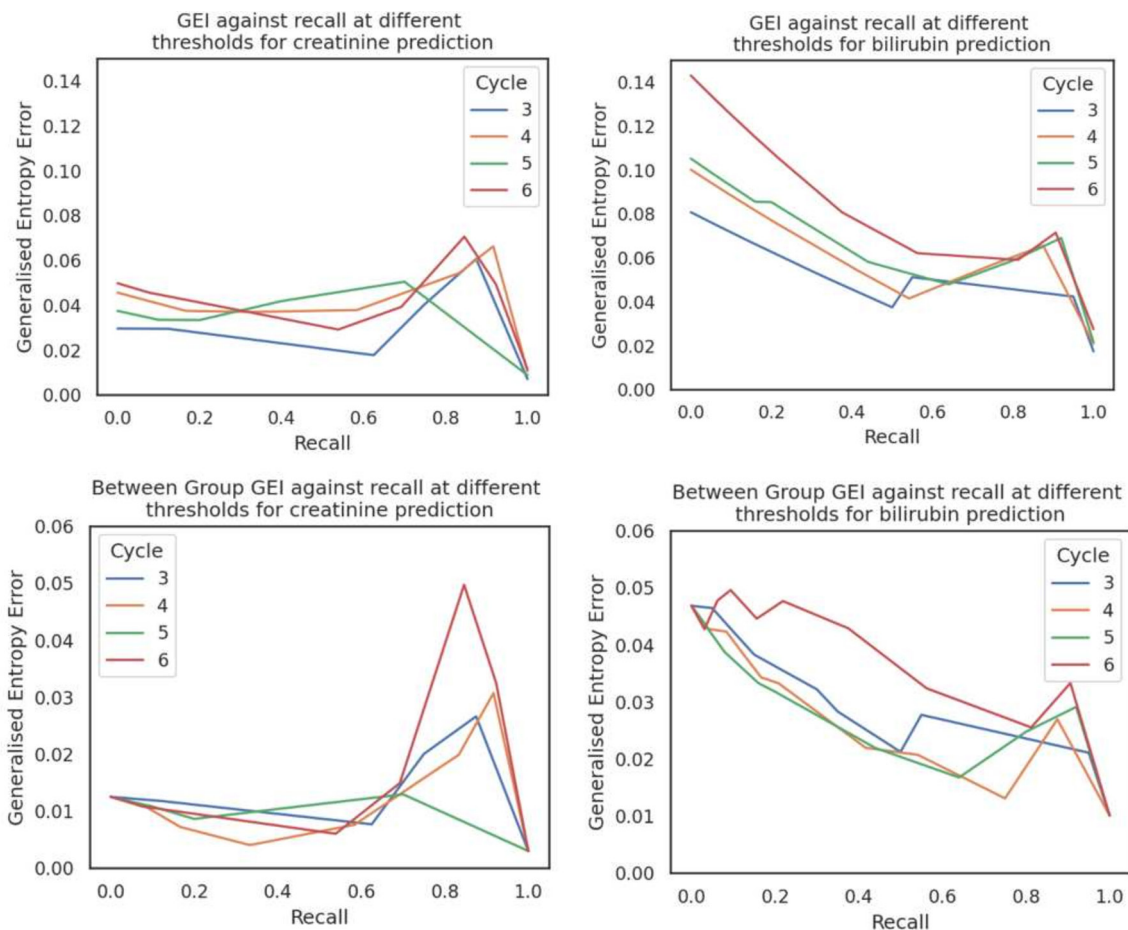 GEI against recall at different
thresholds for creatinine prediction
Generalised Entropy Error
0.14
0.12
0.10
0.08
0.06
0.04
0.02
0.00
Cycle
3
4
5
6
0.0 0.2 0.4 0.6 0.8 1.0
Recall
GEI against recall at different
thresholds for bilirubin prediction
Generalised Entropy Error
0.14
0.12
0.10
0.08
0.06
0.04
0.02
0.00
Cycle
3
4
5
6
0.0 0.2 0.4 0.6 0.8 1.0
Recall
Between Group GEI against recall at different
thresholds for creatinine prediction
Generalised Entropy Error
0.06
0.05
0.04
0.03
0.02
0.01
0.00
Cycle
3
4
5
6
0.0 0.2 0.4 0.6 0.8 1.0
Recall
Between Group GEI against recall at different
thresholds for bilirubin prediction
Generalised Entropy Error
0.06
0.05
0.04
0.03
0.02
0.01
0.00
Cycle
3
4
5
6
0.0 0.2 0.4 0.6 0.8 1.0
Recall